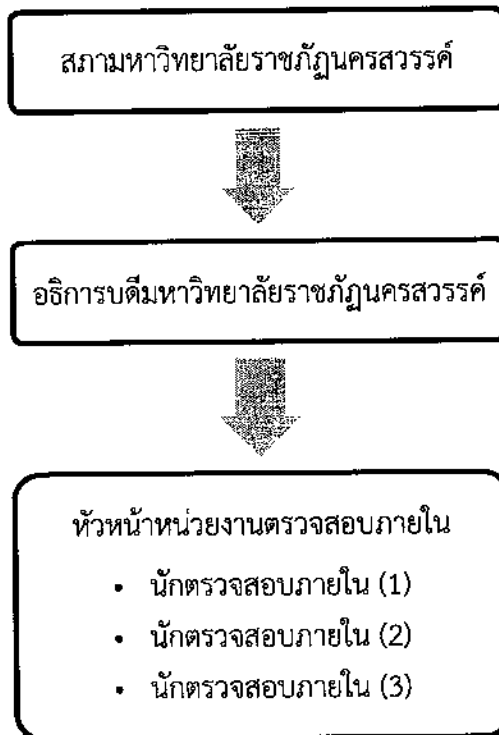 สภามหาวิทยาลัยราชภัฏนครสวรรค์
อธิการบดีมหาวิทยาลัยราชภัฏนครสวรรค์
หัวหน้าหน่วยงานตรวจสอบภายใน
• นักตรวจสอบภายใน (1)
• นักตรวจสอบภายใน (2)
• นักตรวจสอบภายใน (3)